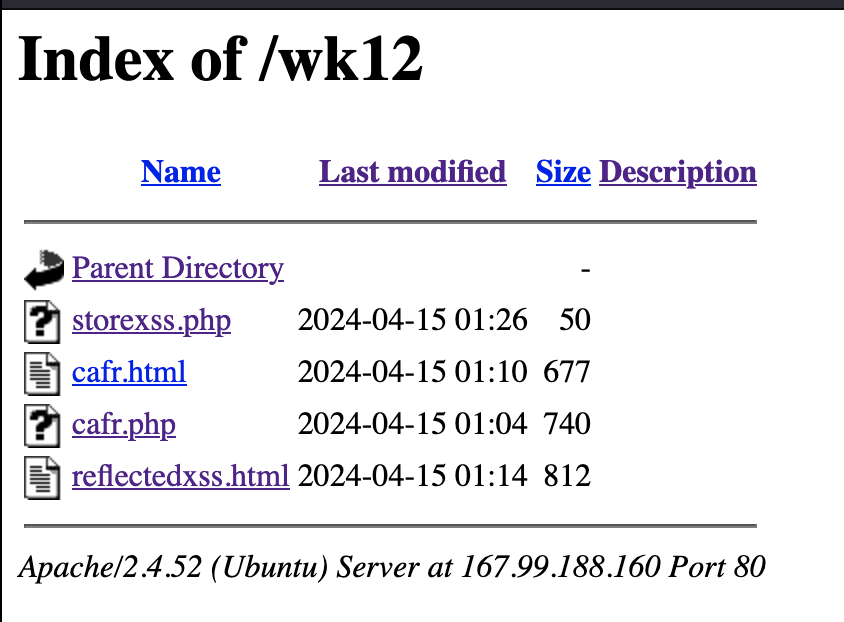 Index of /wk12
Name Last modified Size Description
Parent Directory -
storexss.php 2024-04-15 01:26 50
cafr.html 2024-04-15 01:10 677
cafr.php 2024-04-15 01:04 740
reflectedxss.html 2024-04-15 01:14 812
Apache/2.4.52 (Ubuntu) Server at 167.99.188.160 Port 80